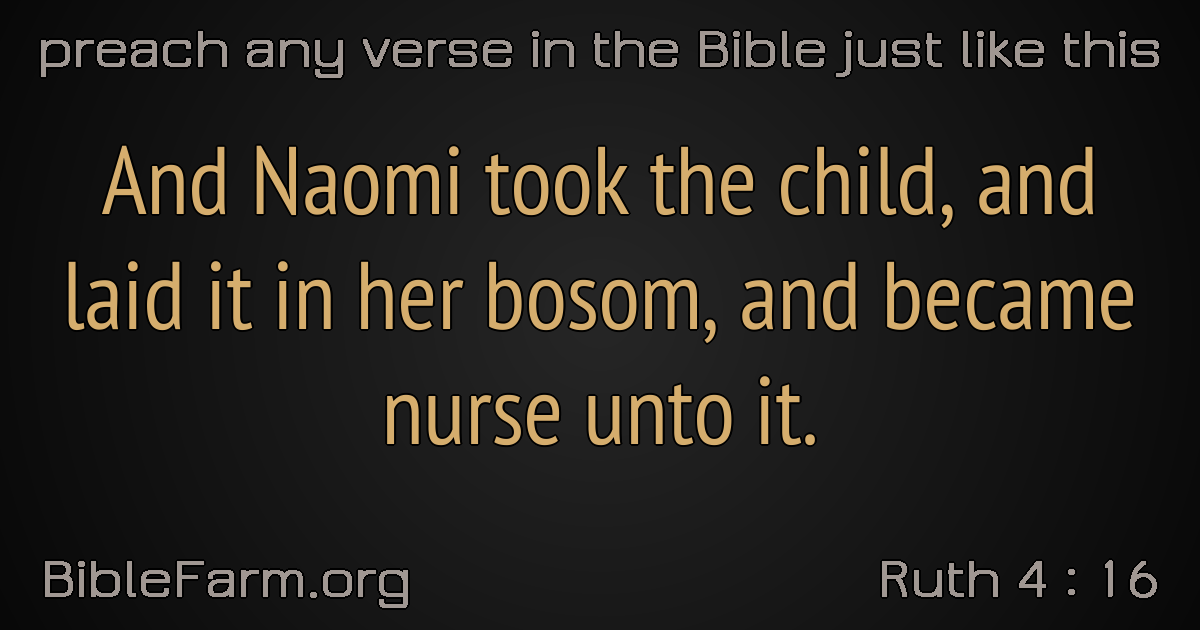 preach any verse in the Bible just like this
And Naomi took the child, and
laid it in her bosom, and became
nurse unto it.
BibleFarm.org
Ruth 4 : 16